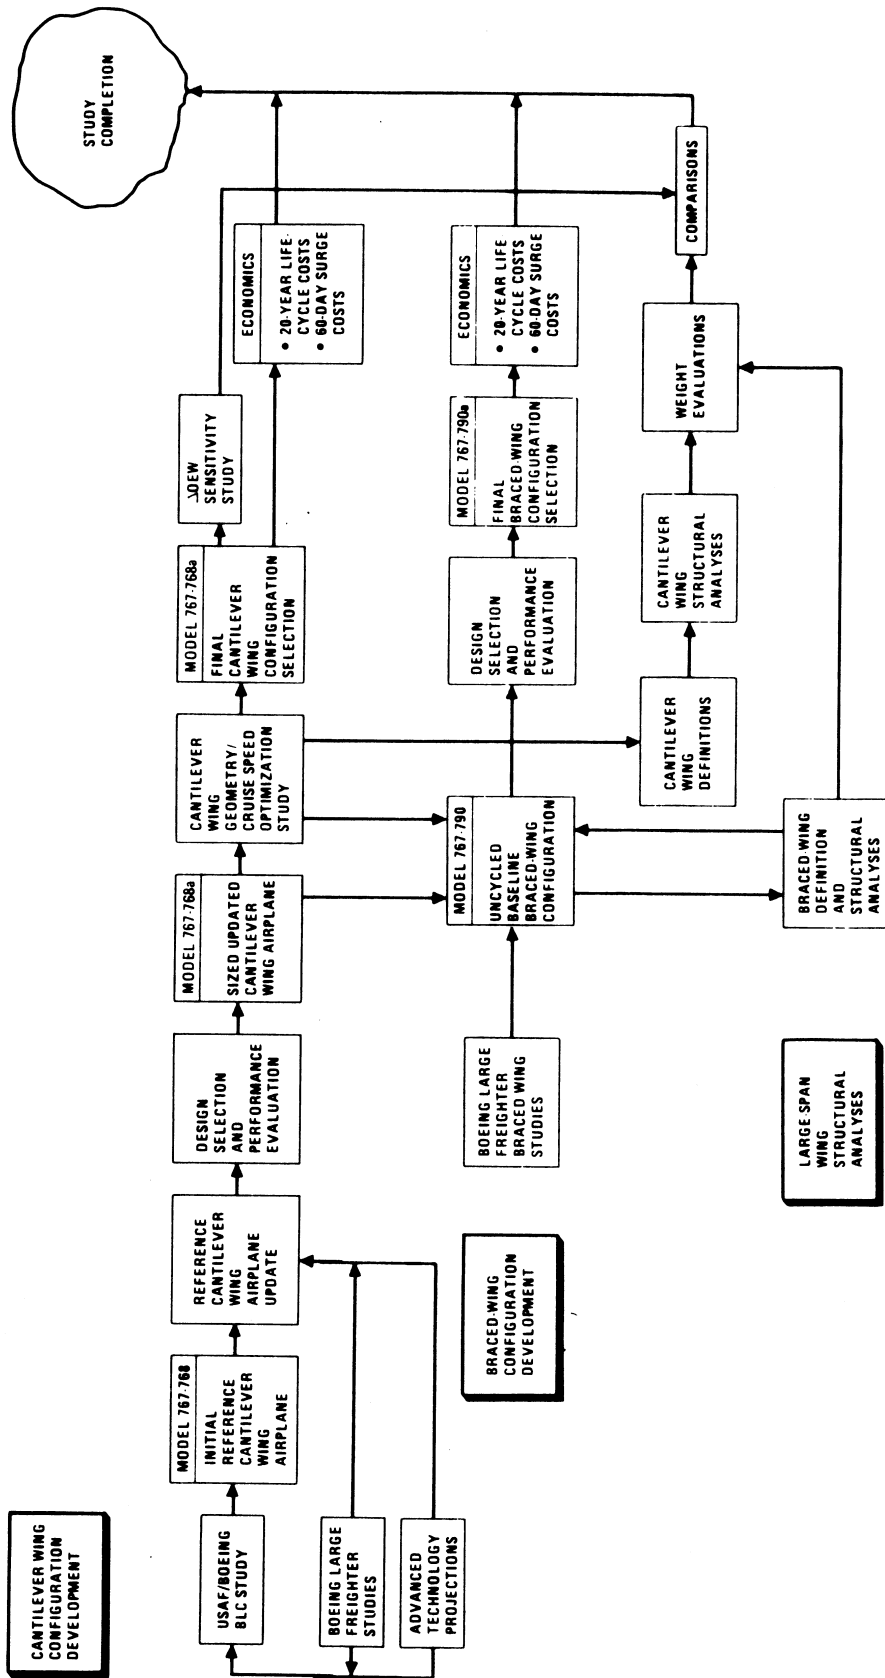 CANTILEVER WING
CONFIGURATION
DEVELOPMENT
USAF/BOEING
BLC STUDY
BOEING LARGE
FREIGHTER
STUDIES
ADVANCED
TECHNOLOGY
PROJECTIONS
MODEL 767-768
INITIAL
REFERENCE
CANTILEVER
WING
AIRPLANE
REFERENCE
CANTILEVER
WING
AIRPLANE
UPDATE
DESIGN
SELECTION
AND
PERFORMANCE
EVALUATION
MODEL 767-768a
SIZED UPDATED
CANTILEVER
WING AIRPLANE
CANTILEVER
WING
GEOMETRY/
CRUISE SPEED
OPTIMIZATION
STUDY
MODEL 767-768a
FINAL
CANTILEVER
WING
CONFIGURATION
SELECTION
ΔOEW
SENSITIVITY
STUDY
ECONOMICS
• 20-YEAR LIFE-
CYCLE COSTS
• 60-DAY SURGE
COSTS
STUDY
COMPLETION
BRACED-WING
CONFIGURATION
DEVELOPMENT
BOEING LARGE
FREIGHTER
BRACED WING
STUDIES
MODEL 767-790
UNCYCLED
BASELINE
BRACED-WING
CONFIGURATION
DESIGN
SELECTION
AND
PERFORMANCE
EVALUATION
MODEL 767-790a
FINAL
BRACED-WING
CONFIGURATION
SELECTION
ECONOMICS
• 20-YEAR LIFE-
CYCLE COSTS
• 60-DAY SURGE
COSTS
LARGE-SPAN
WING
STRUCTURAL
ANALYSES
BRACED-WING
DEFINITION
AND
STRUCTURAL
ANALYSES
CANTILEVER
WING
DEFINITIONS
CANTILEVER
WING
STRUCTURAL
ANALYSES
WEIGHT
EVALUATIONS
COMPARISONS